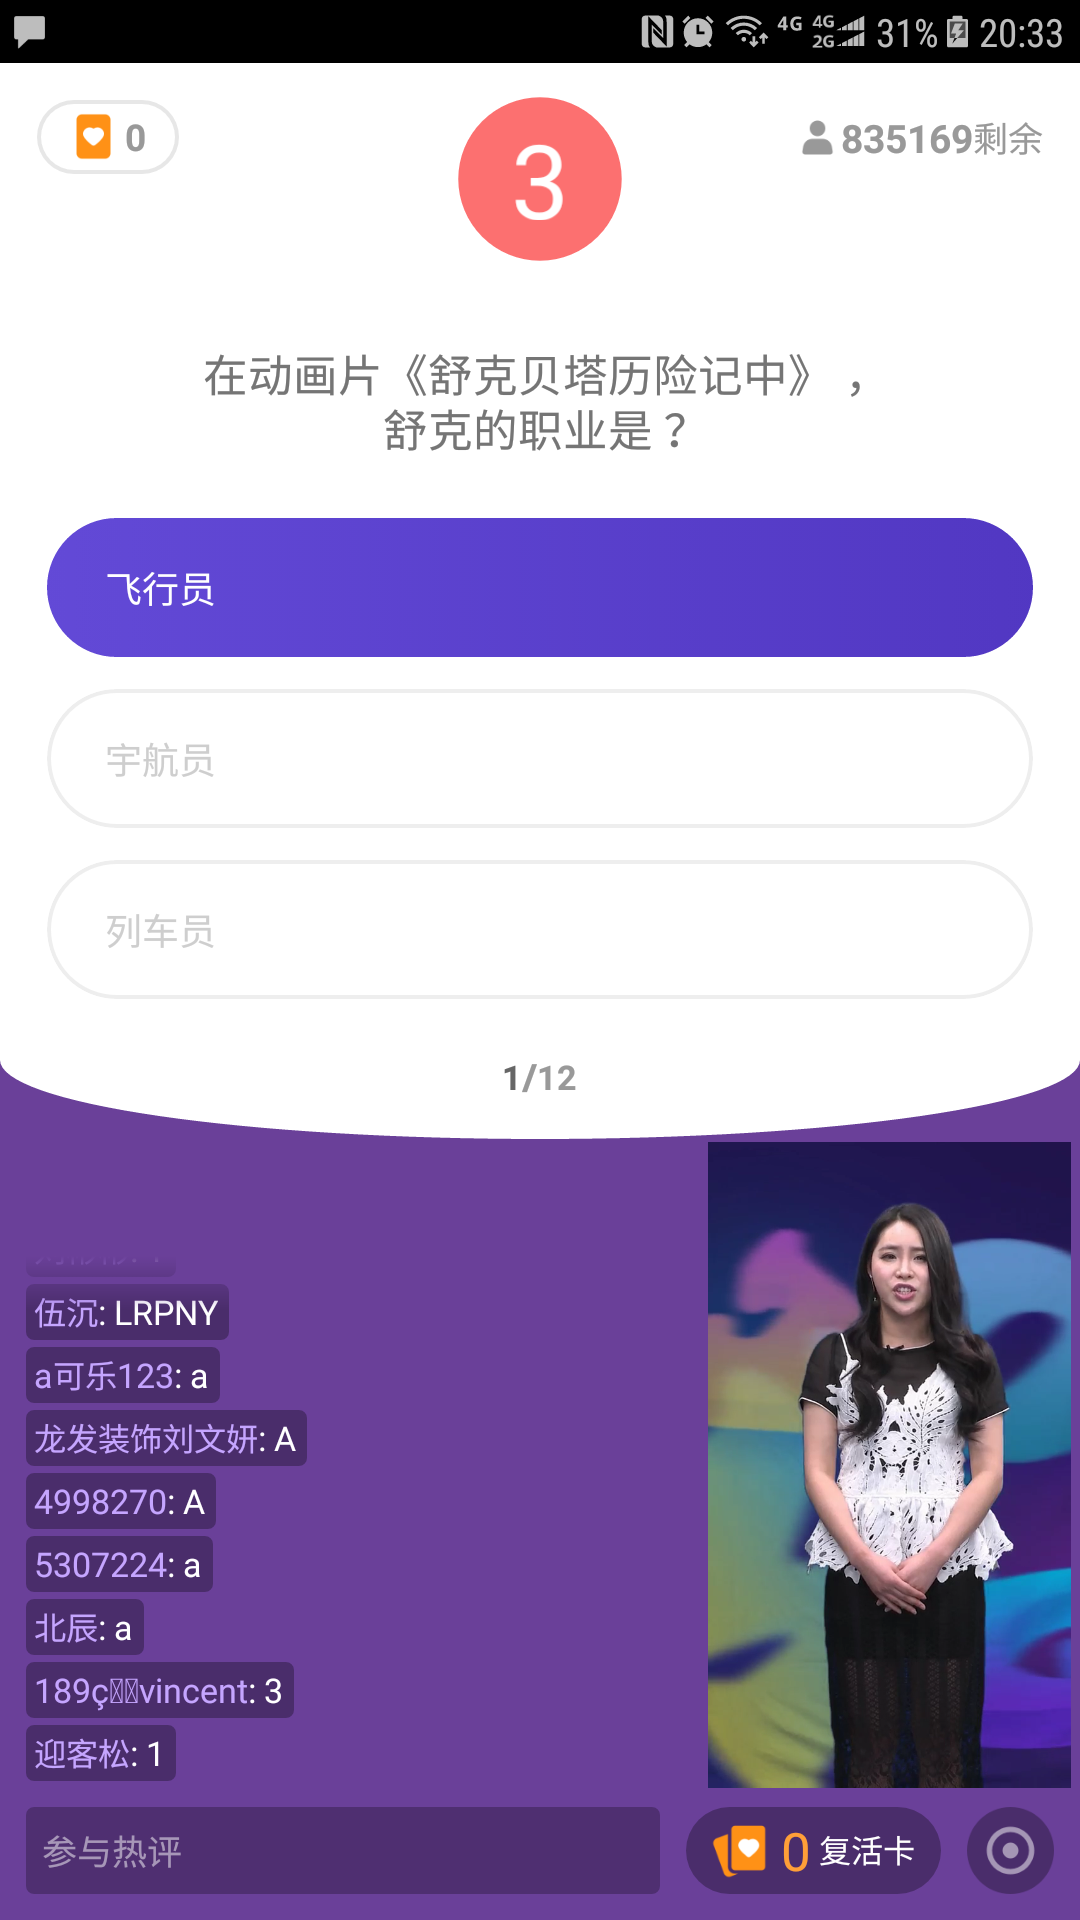 4G 4G 2G 31% 20:33
0
3
835169剩余
在动画片《舒克贝塔历险记中》，
舒克的职业是？
飞行员
宇航员
列车员
1/12
伍沉: LRPNY
a可乐123: a
龙发装饰刘文妍: A
4998270: A
5307224: a
北辰: a
189ç vincent: 3
迎客松: 1
参与热评
0 复活卡